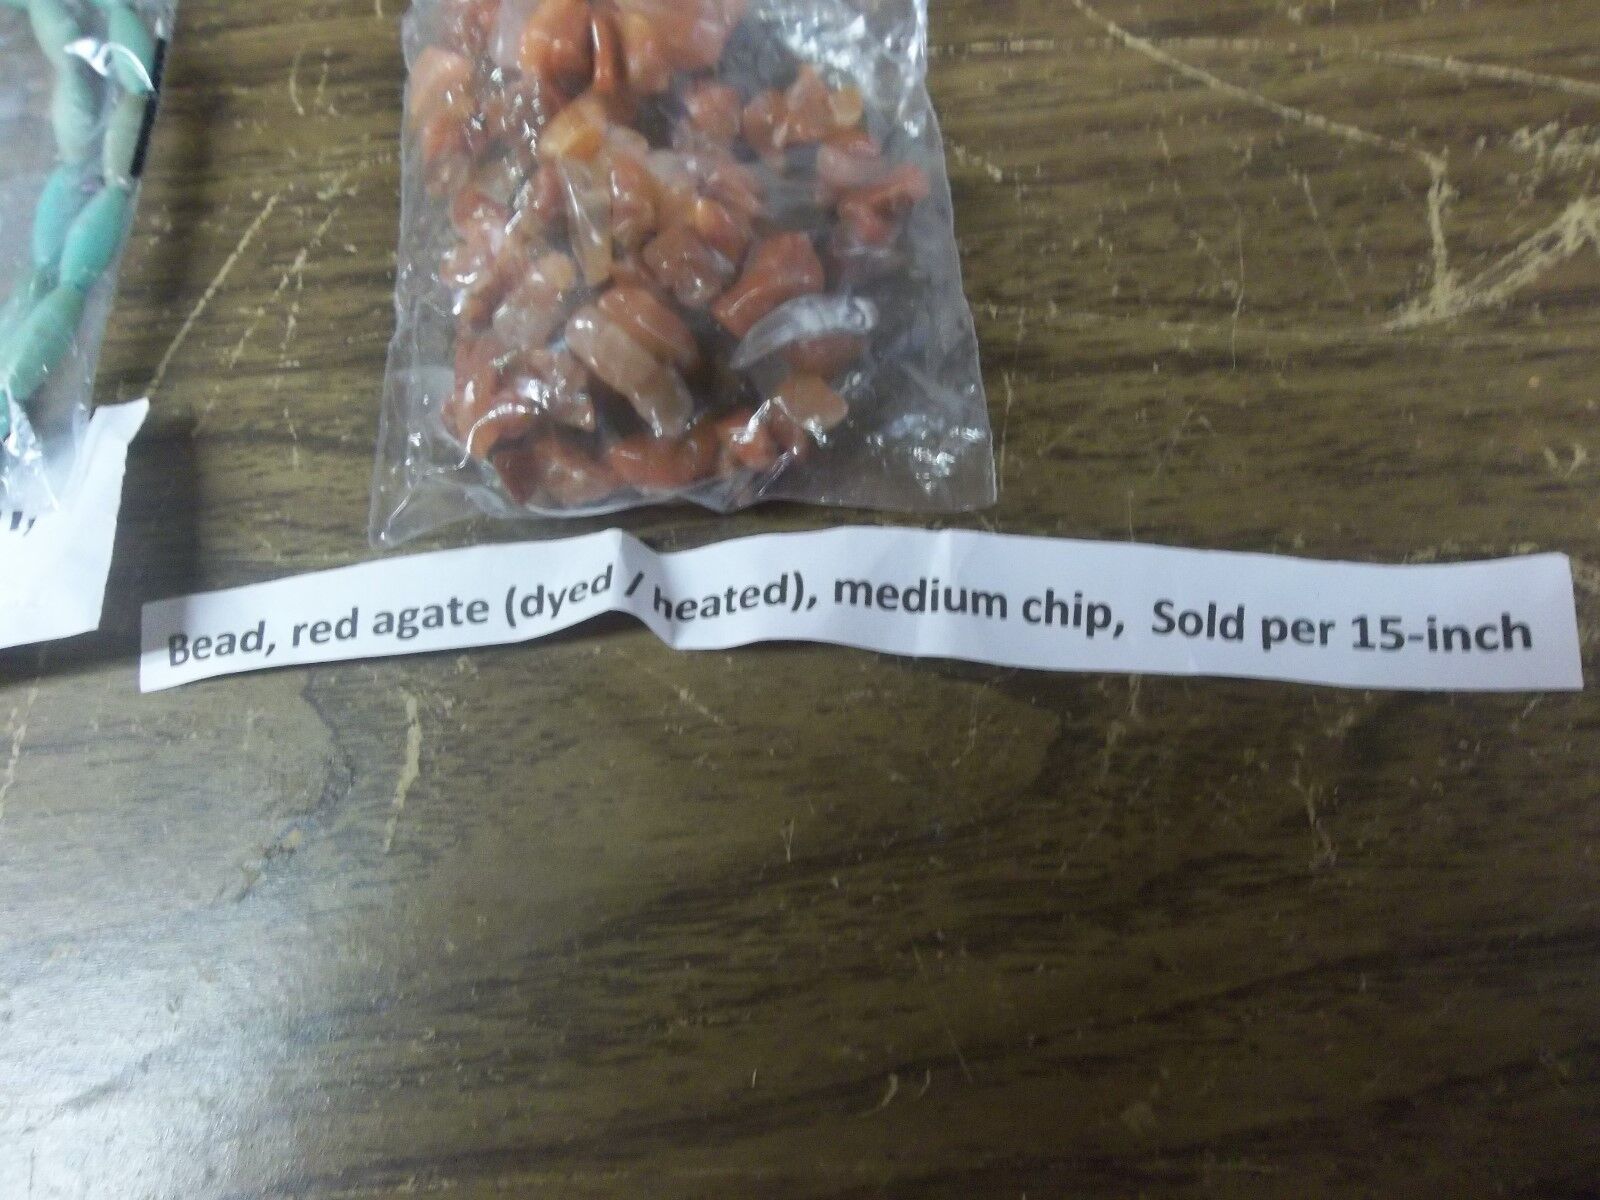 Bead, red agate (dyed / heated), medium chip, Sold per 15-inch